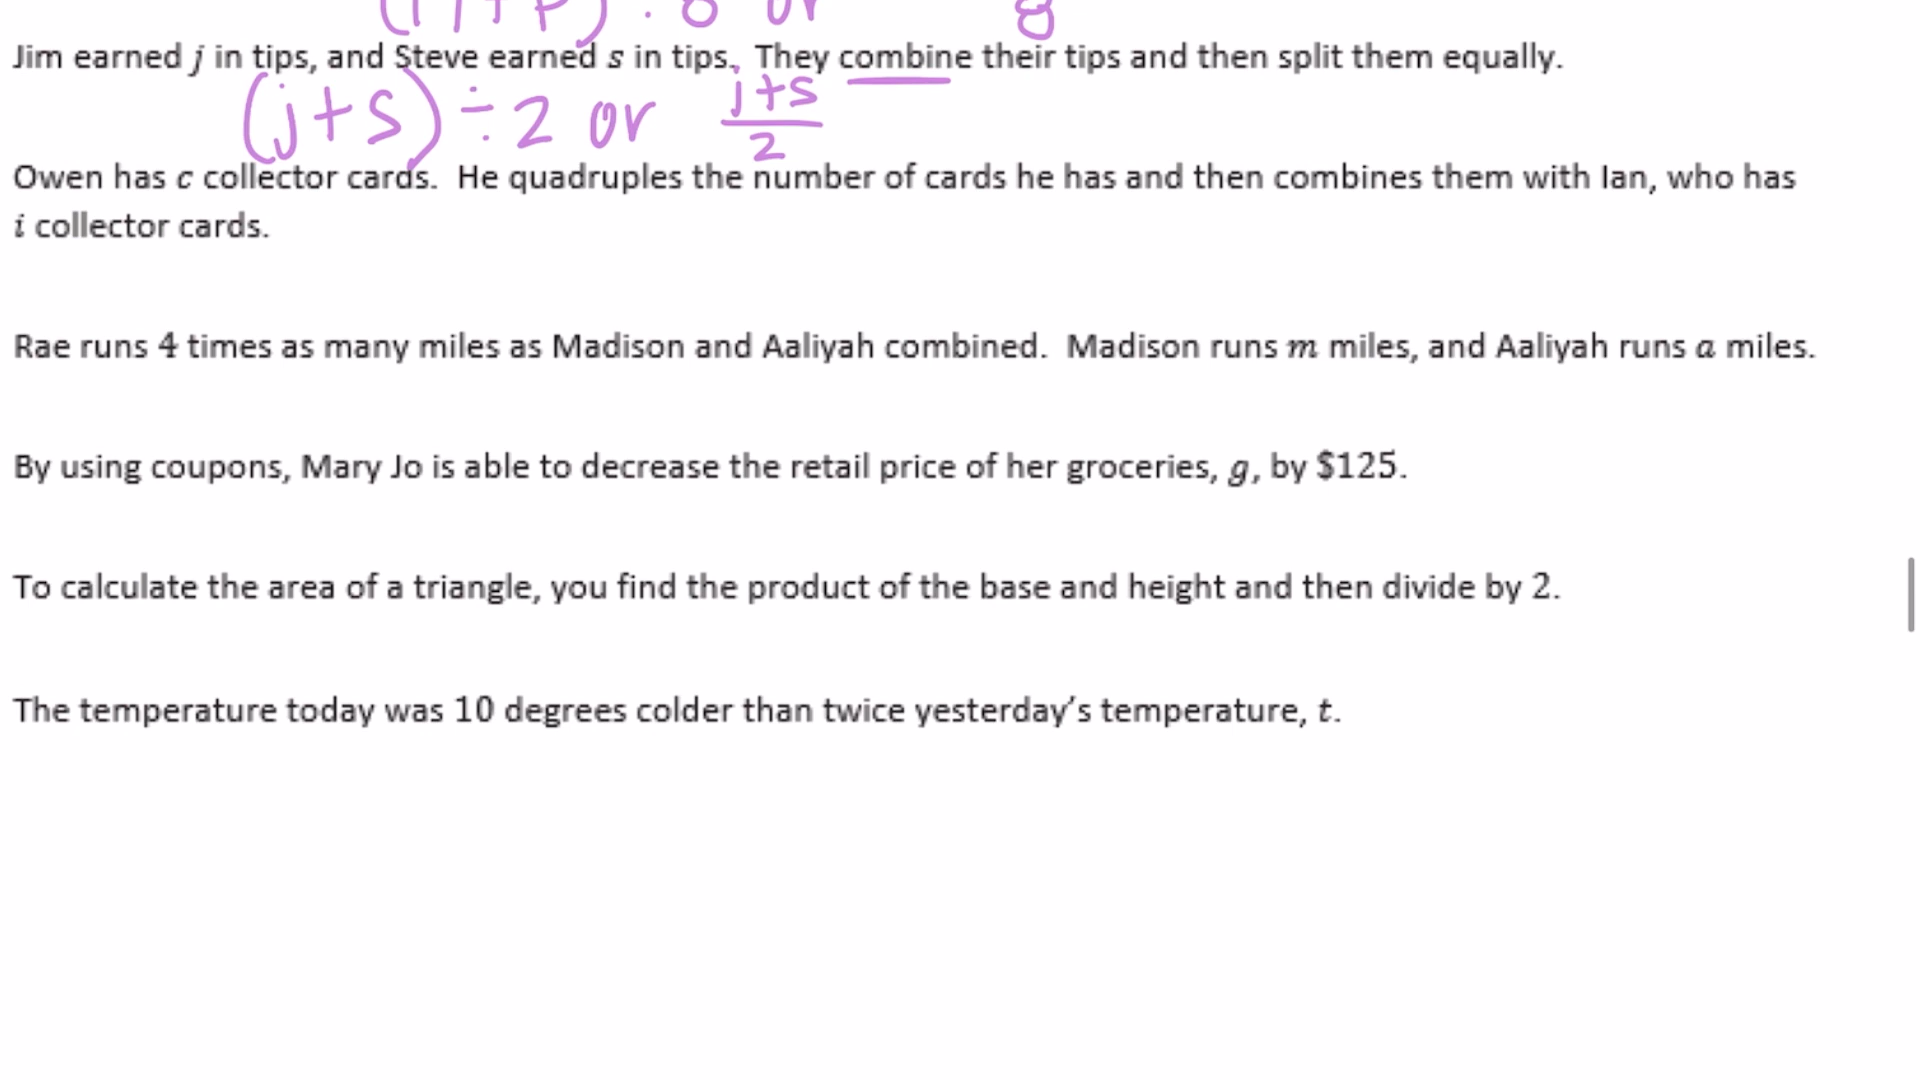 Jim earned j in tips, and Steve earned s in tips. They combine their tips and then split them equally.
(j+s) ÷ 2 or j+s
2
Owen has c collector cards. He quadruples the number of cards he has and then combines them with Ian, who has
i collector cards.
Rae runs 4 times as many miles as Madison and Aaliyah combined. Madison runs m miles, and Aaliyah runs a miles.
By using coupons, Mary Jo is able to decrease the retail price of her groceries, g, by $125.
To calculate the area of a triangle, you find the product of the base and height and then divide by 2.
The temperature today was 10 degrees colder than twice yesterday's temperature, t.